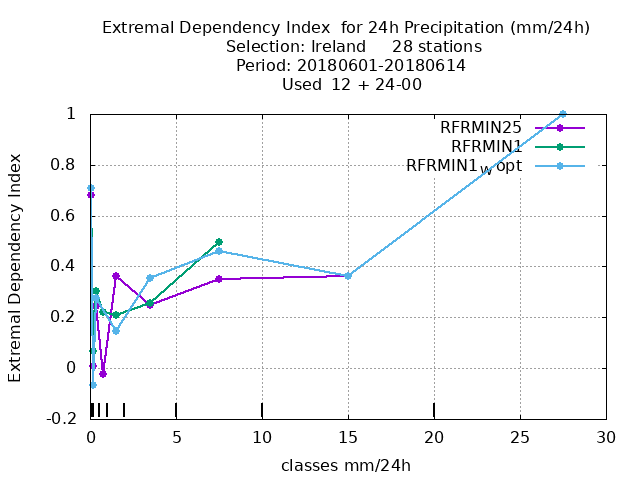 Extremal Dependency Index  for 24h Precipitation (mm/24h)
Selection: Ireland     28 stations
Period: 20180601-20180614
Used  12 + 24-00
RFRMIN25
RFRMIN1
RFRMIN1wopt
Extremal Dependency Index
1
0.8
0.6
0.4
0.2
0
-0.2
0 5 10 15 20 25 30
classes mm/24h